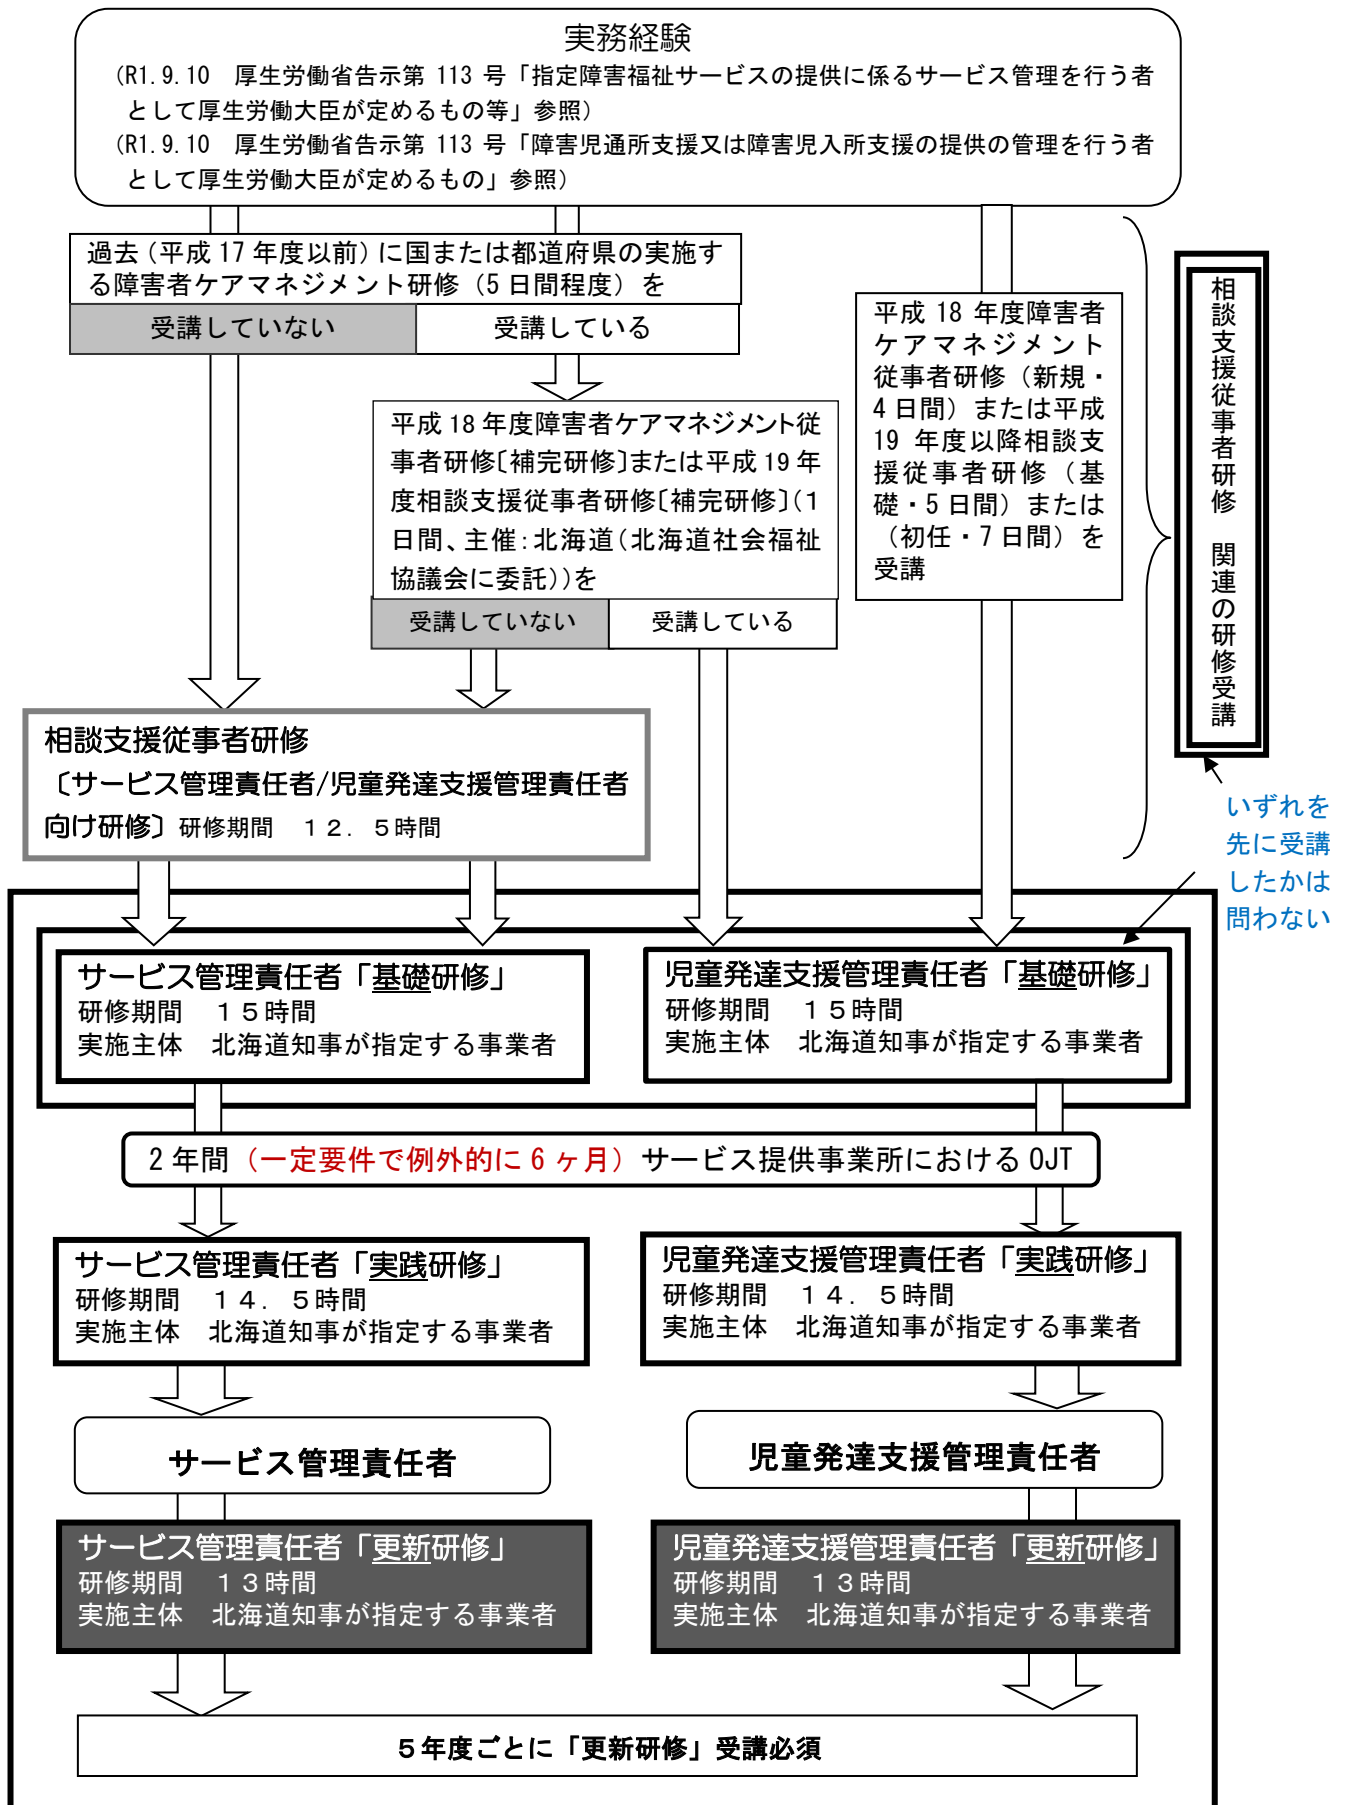 実務経験
(R1.9.10　厚生労働省告示第 113 号「指定障害福祉サービスの提供に係るサービス管理を行う者
として厚生労働大臣が定めるもの等」参照)
(R1.9.10　厚生労働省告示第 113 号「障害児通所支援又は障害児入所支援の提供の管理を行う者
として厚生労働大臣が定めるもの」参照)
過去(平成 17 年度以前)に国または都道府県の実施す
る障害者ケアマネジメント研修（5 日間程度）を
受講していない
受講している
平成 18 年度障害者ケアマネジメント従
事者研修〔補完研修〕または平成 19 年
度相談支援従事者研修〔補完研修〕(1
日間、主催:北海道(北海道社会福祉
協議会に委託))を
受講していない
受講している
平成 18 年度障害者
ケアマネジメント
従事者研修（新規・
4 日間）または平成
19 年度以降相談支
援従事者研修（基
礎・5 日間）または
（初任・7 日間）を
受講
相談支援従事者研修　関連の研修受講
いずれを
先に受講
したかは
問わない
相談支援従事者研修
〔サービス管理責任者/児童発達支援管理責任者
向け研修〕研修期間　１２．５時間
サービス管理責任者「基礎研修」
研修期間　１５時間
実施主体　北海道知事が指定する事業者
児童発達支援管理責任者「基礎研修」
研修期間　１５時間
実施主体　北海道知事が指定する事業者
2 年間（一定要件で例外的に 6 ヶ月）サービス提供事業所における OJT
サービス管理責任者「実践研修」
研修期間　１４．５時間
実施主体　北海道知事が指定する事業者
児童発達支援管理責任者「実践研修」
研修期間　１４．５時間
実施主体　北海道知事が指定する事業者
サービス管理責任者
児童発達支援管理責任者
サービス管理責任者「更新研修」
研修期間　１３時間
実施主体　北海道知事が指定する事業者
児童発達支援管理責任者「更新研修」
研修期間　１３時間
実施主体　北海道知事が指定する事業者
５年度ごとに「更新研修」受講必須